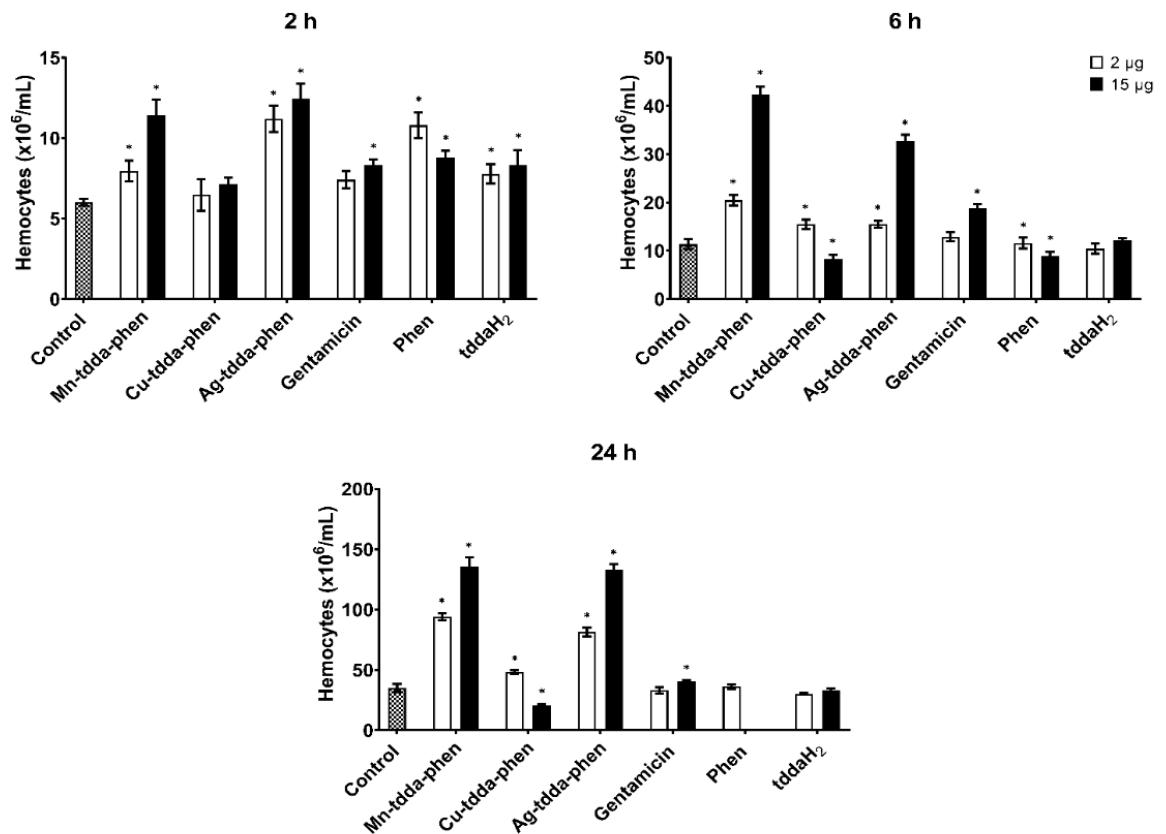 2 h
Hemocytes (x10⁶/mL)
15
10
5
0
* * * * * * * * *
Control
Mn-tdda-phen
Cu-tdda-phen
Ag-tdda-phen
Gentamicin
Phen
tddaH₂
6 h
2 µg
15 µg
Hemocytes (x10⁶/mL)
50
40
30
20
10
0
* * * * * * * * *
Control
Mn-tdda-phen
Cu-tdda-phen
Ag-tdda-phen
Gentamicin
Phen
tddaH₂
24 h
Hemocytes (x10⁶/mL)
200
150
100
50
0
* * * * * * *
Control
Mn-tdda-phen
Cu-tdda-phen
Ag-tdda-phen
Gentamicin
Phen
tddaH₂